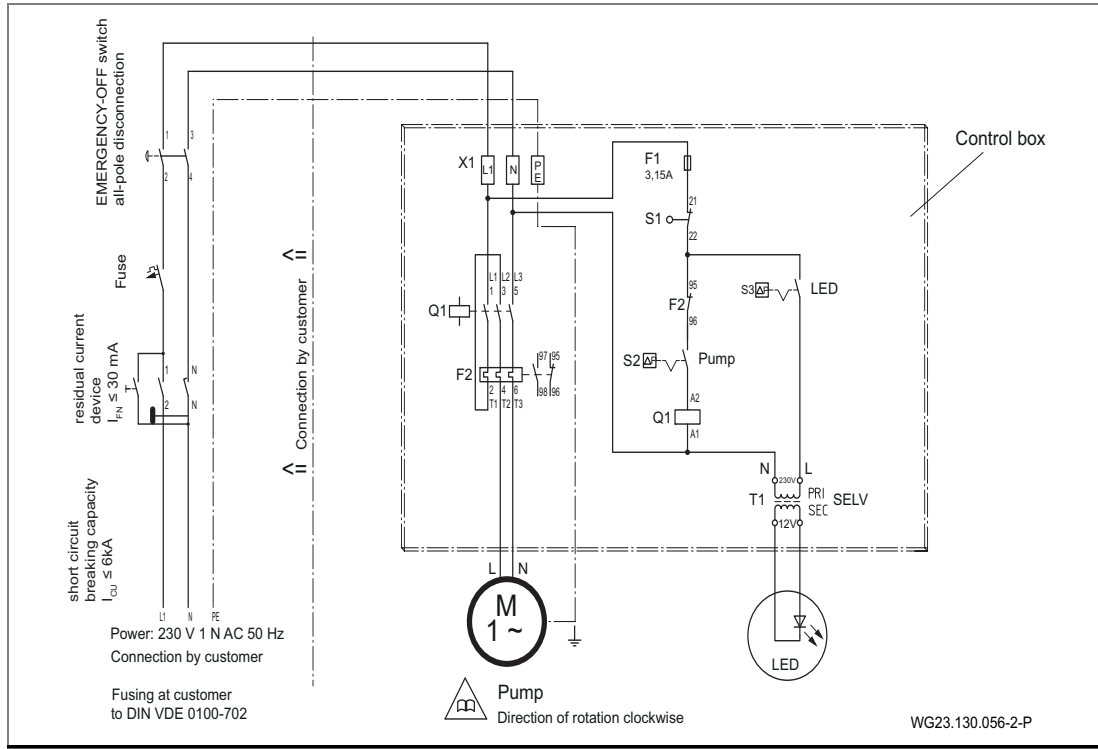 EMERGENCY-OFF switch
all-pole disconnection
1
3
2
4
Fuse
residual current
device
I_FN ≤ 30 mA
1
N
2
N
short circuit
breaking capacity
I_CU ≤ 6kA
L1
N
PE
Power: 230 V 1 N AC 50 Hz
Connection by customer
Fusing at customer
to DIN VDE 0100-702
<= Connection by customer <=
Control box
X1
L1
N
PE
F1
3,15A
21
S1
22
L1 L2 L3
1 3 5
Q1
97 95
F2
98 96
2 4 6
T1 T2 T3
95
F2
96
S3
LED
S2
Pump
A2
Q1
A1
N
L
230V
T1
PRI
SEC
SELV
12V
L N
M
1 ~
LED
Pump
Direction of rotation clockwise
WG23.130.056-2-P